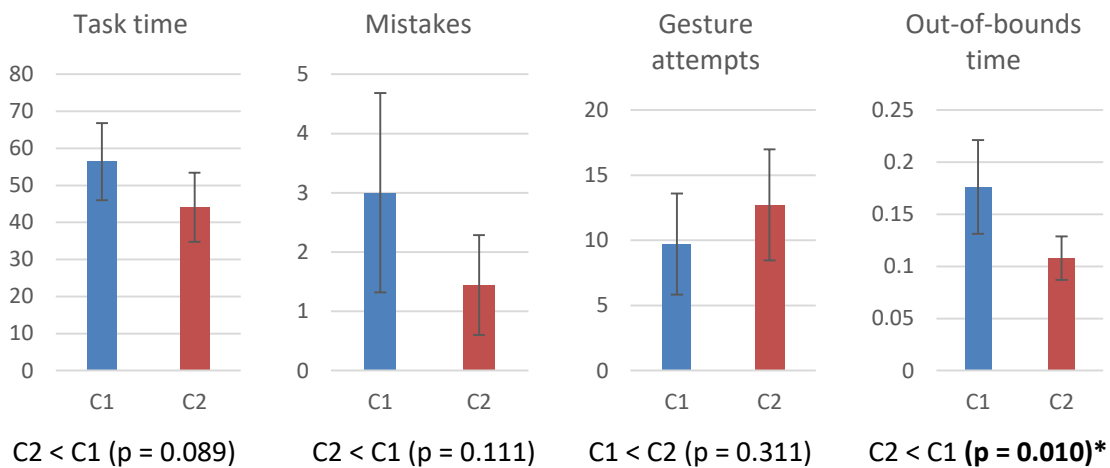 Task time
80
70
60
50
40
30
20
10
0
C1 C2
C2 < C1 (p = 0.089)
Mistakes
5
4
3
2
1
0
C1 C2
C2 < C1 (p = 0.111)
Gesture
attempts
20
15
10
5
0
C1 C2
C1 < C2 (p = 0.311)
Out-of-bounds
time
0.25
0.2
0.15
0.1
0.05
0
C1 C2
C2 < C1 (p = 0.010)*